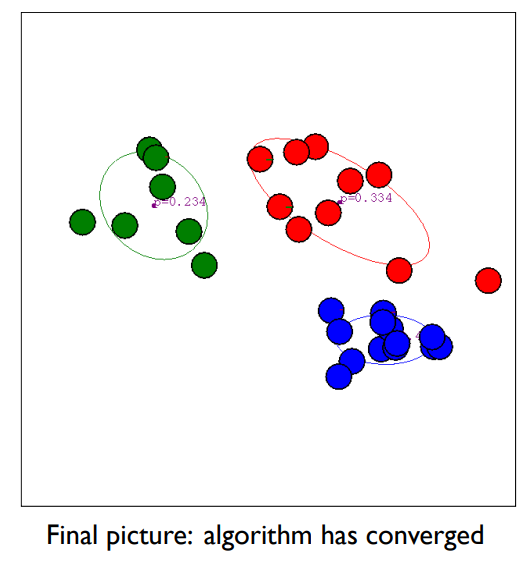 p=0.234
p=0.334
Final picture: algorithm has converged